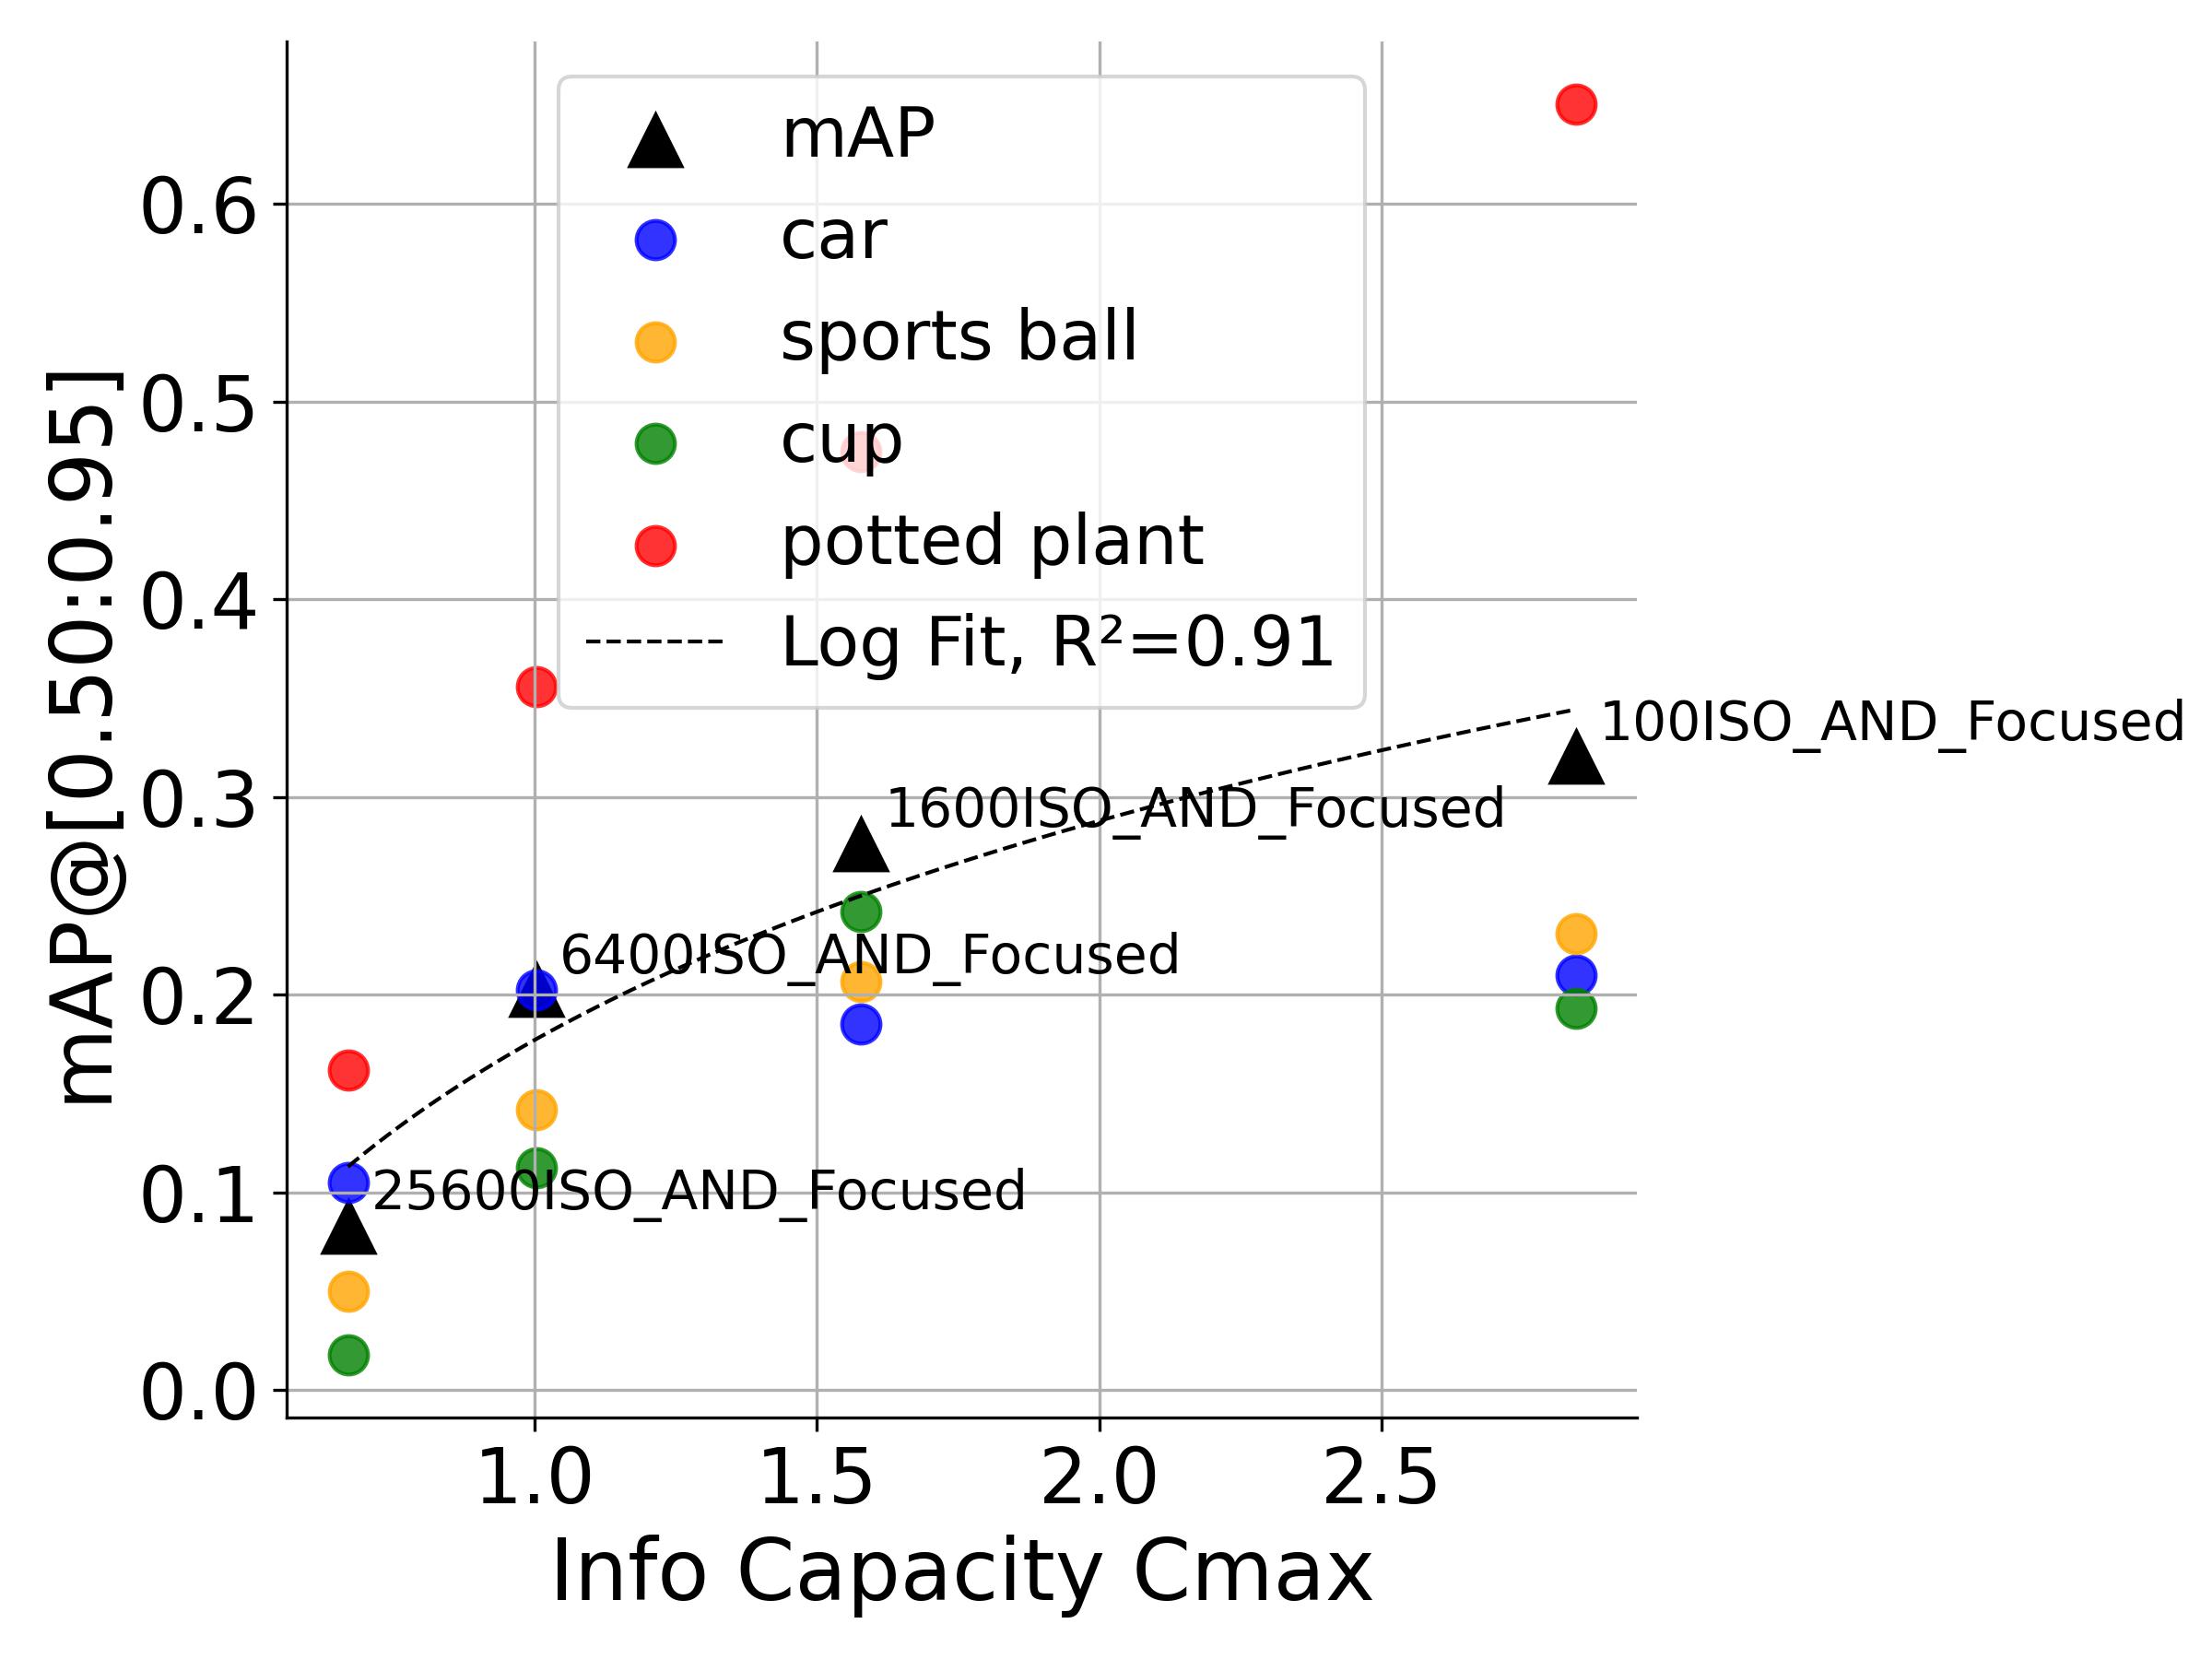 mAP
car
sports ball
cup
potted plant
Log Fit, R²=0.91
mAP@[0.50:0.95]
0.6
0.5
0.4
0.3
0.2
0.1
0.0
100ISO_AND_Focused
1600ISO_AND_Focused
6400ISO_AND_Focused
25600ISO_AND_Focused
1.0 1.5 2.0 2.5
Info Capacity Cmax